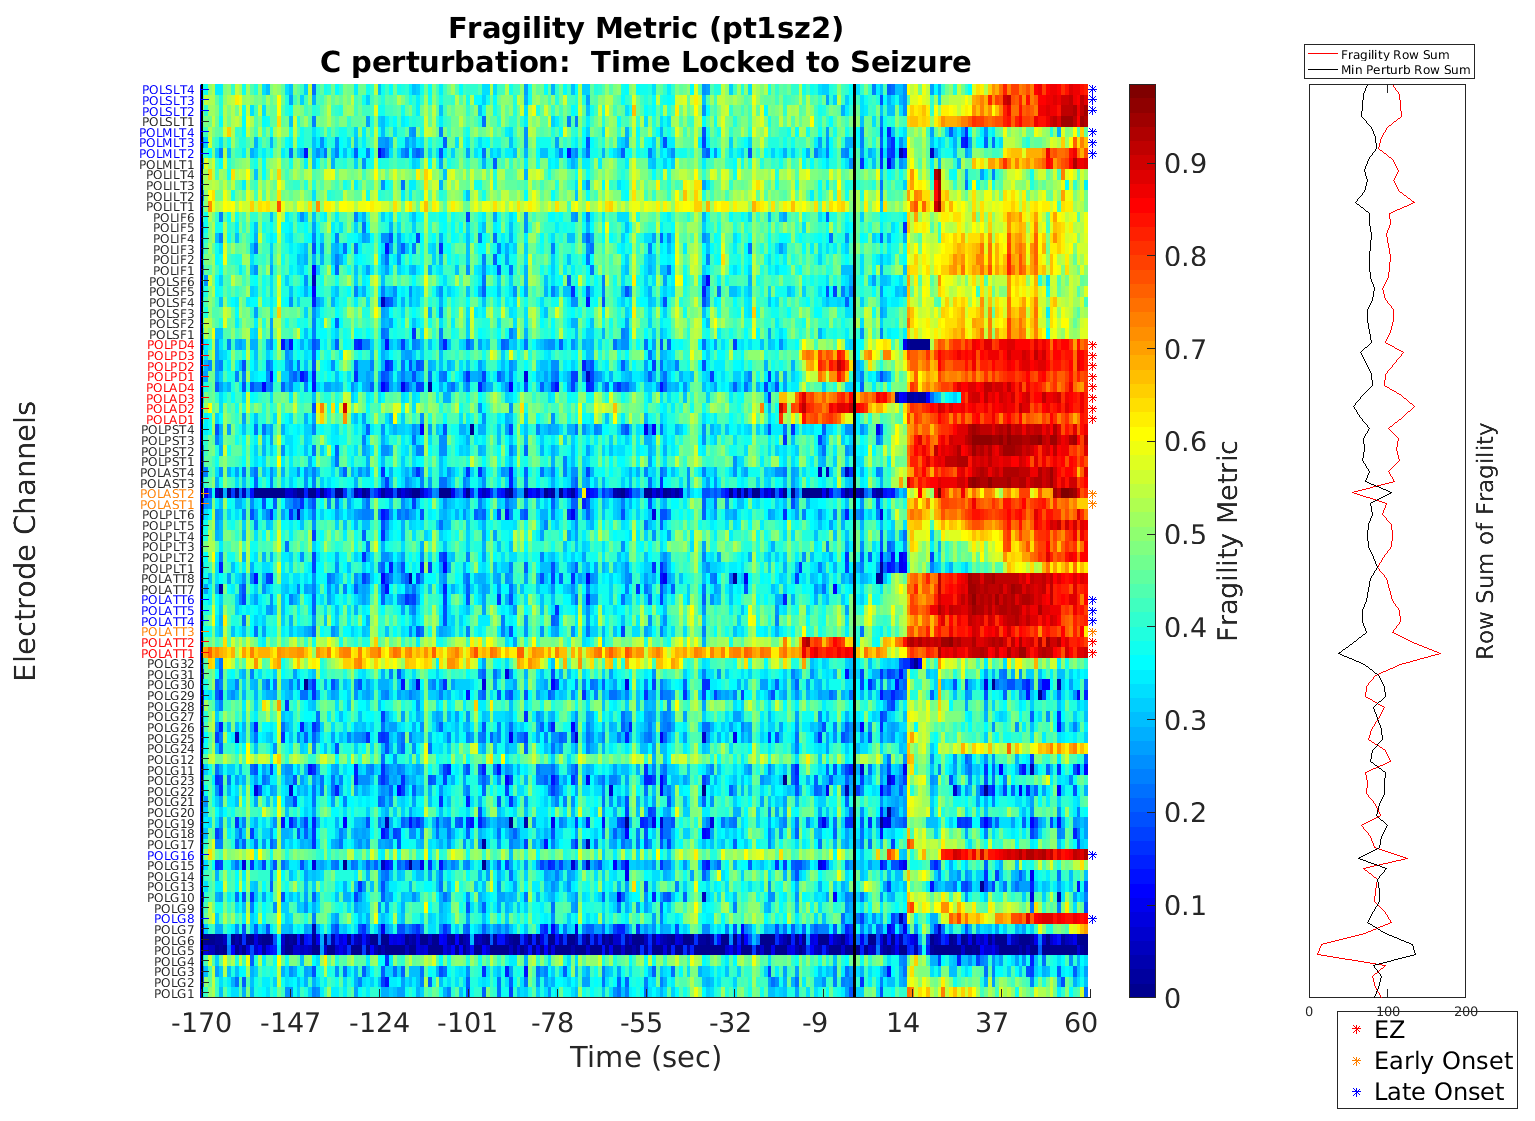 Fragility Metric (pt1sz2)
C perturbation:  Time Locked to Seizure
Fragility Row Sum
Min Perturb Row Sum
Electrode Channels
POLSLT4
POLSLT3
POLSLT2
POLSLT1
POLMLT4
POLMLT3
POLMLT2
POLMLT1
POLILT4
POLILT3
POLILT2
POLILT1
POLIF6
POLIF5
POLIF4
POLIF3
POLIF2
POLIF1
POLSF6
POLSF5
POLSF4
POLSF3
POLSF2
POLSF1
POLPD4
POLPD3
POLPD2
POLPD1
POLAD4
POLAD3
POLAD2
POLAD1
POLPST4
POLPST3
POLPST2
POLPST1
POLAST4
POLAST3
POLAST2
POLAST1
POLPLT6
POLPLT5
POLPLT4
POLPLT3
POLPLT2
POLPLT1
POLATT8
POLATT7
POLATT6
POLATT5
POLATT4
POLATT3
POLATT2
POLATT1
POLG32
POLG31
POLG30
POLG29
POLG28
POLG27
POLG26
POLG25
POLG24
POLG12
POLG11
POLG23
POLG22
POLG21
POLG20
POLG19
POLG18
POLG17
POLG16
POLG15
POLG14
POLG13
POLG10
POLG9
POLG8
POLG7
POLG6
POLG5
POLG4
POLG3
POLG2
POLG1
-170 -147 -124 -101 -78 -55 -32 -9 14 37 60
Time (sec)
0.9
0.8
0.7
0.6
0.5
0.4
0.3
0.2
0.1
0
Fragility Metric
Row Sum of Fragility
0 100 200
EZ
Early Onset
Late Onset